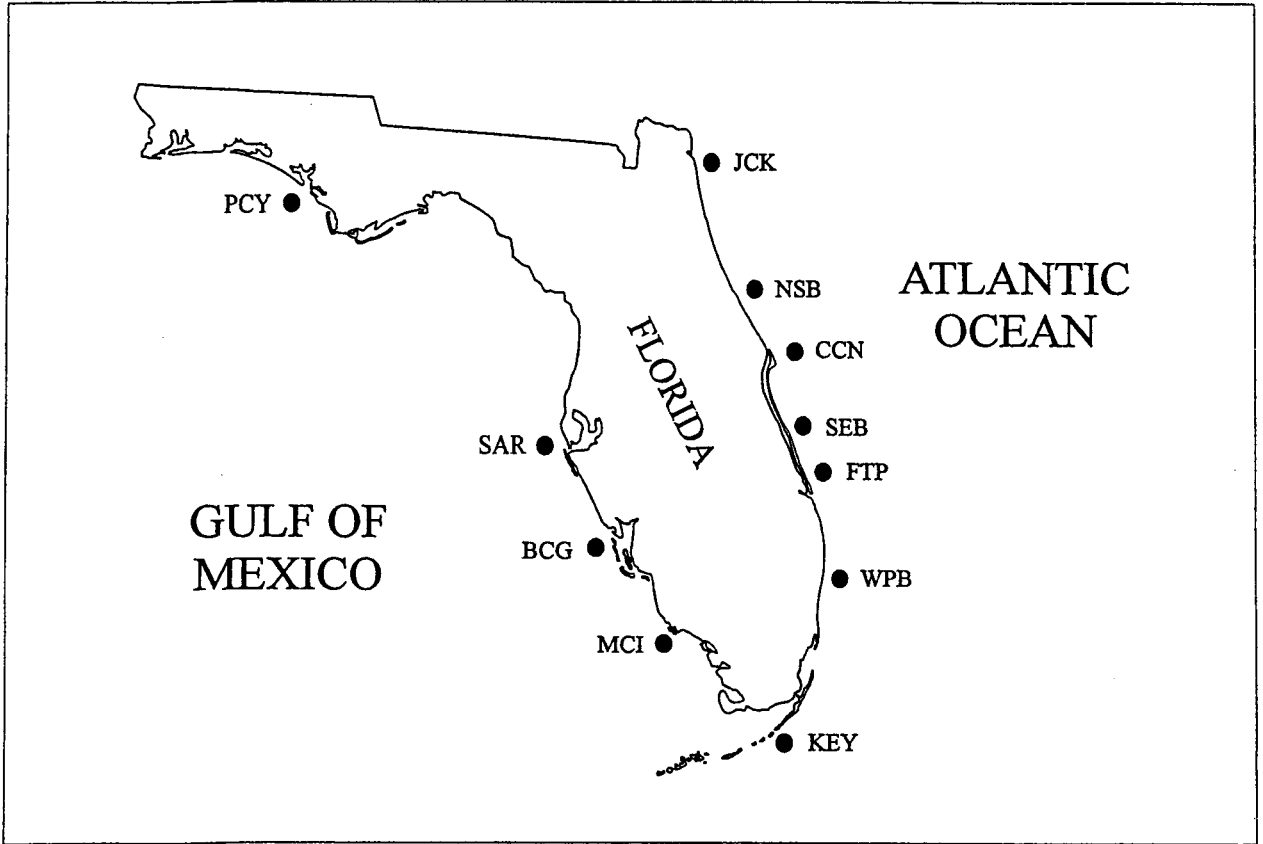 JCK
PCY
NSB
ATLANTIC
OCEAN
CCN
FLORIDA
SEB
SAR
FTP
GULF OF
MEXICO
BCG
WPB
MCI
KEY